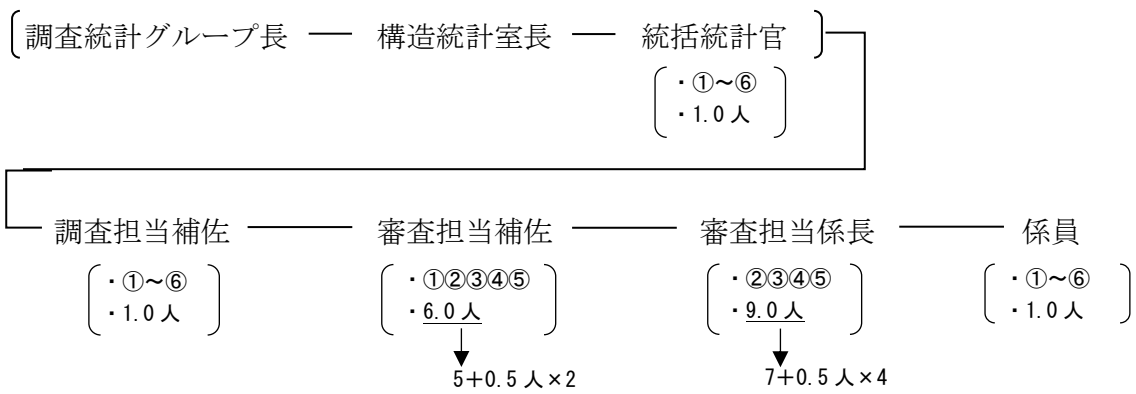 調査統計グループ長 ― 構造統計室長 ― 統括統計官
・①~⑥
・1.0人
調査担当補佐 ― 審査担当補佐 ― 審査担当係長 ― 係員
・①~⑥ ・①②③④⑤ ・②③④⑤ ・①~⑥
・1.0人 ・6.0人 ・9.0人 ・1.0人
5+0.5人×2 7+0.5人×4